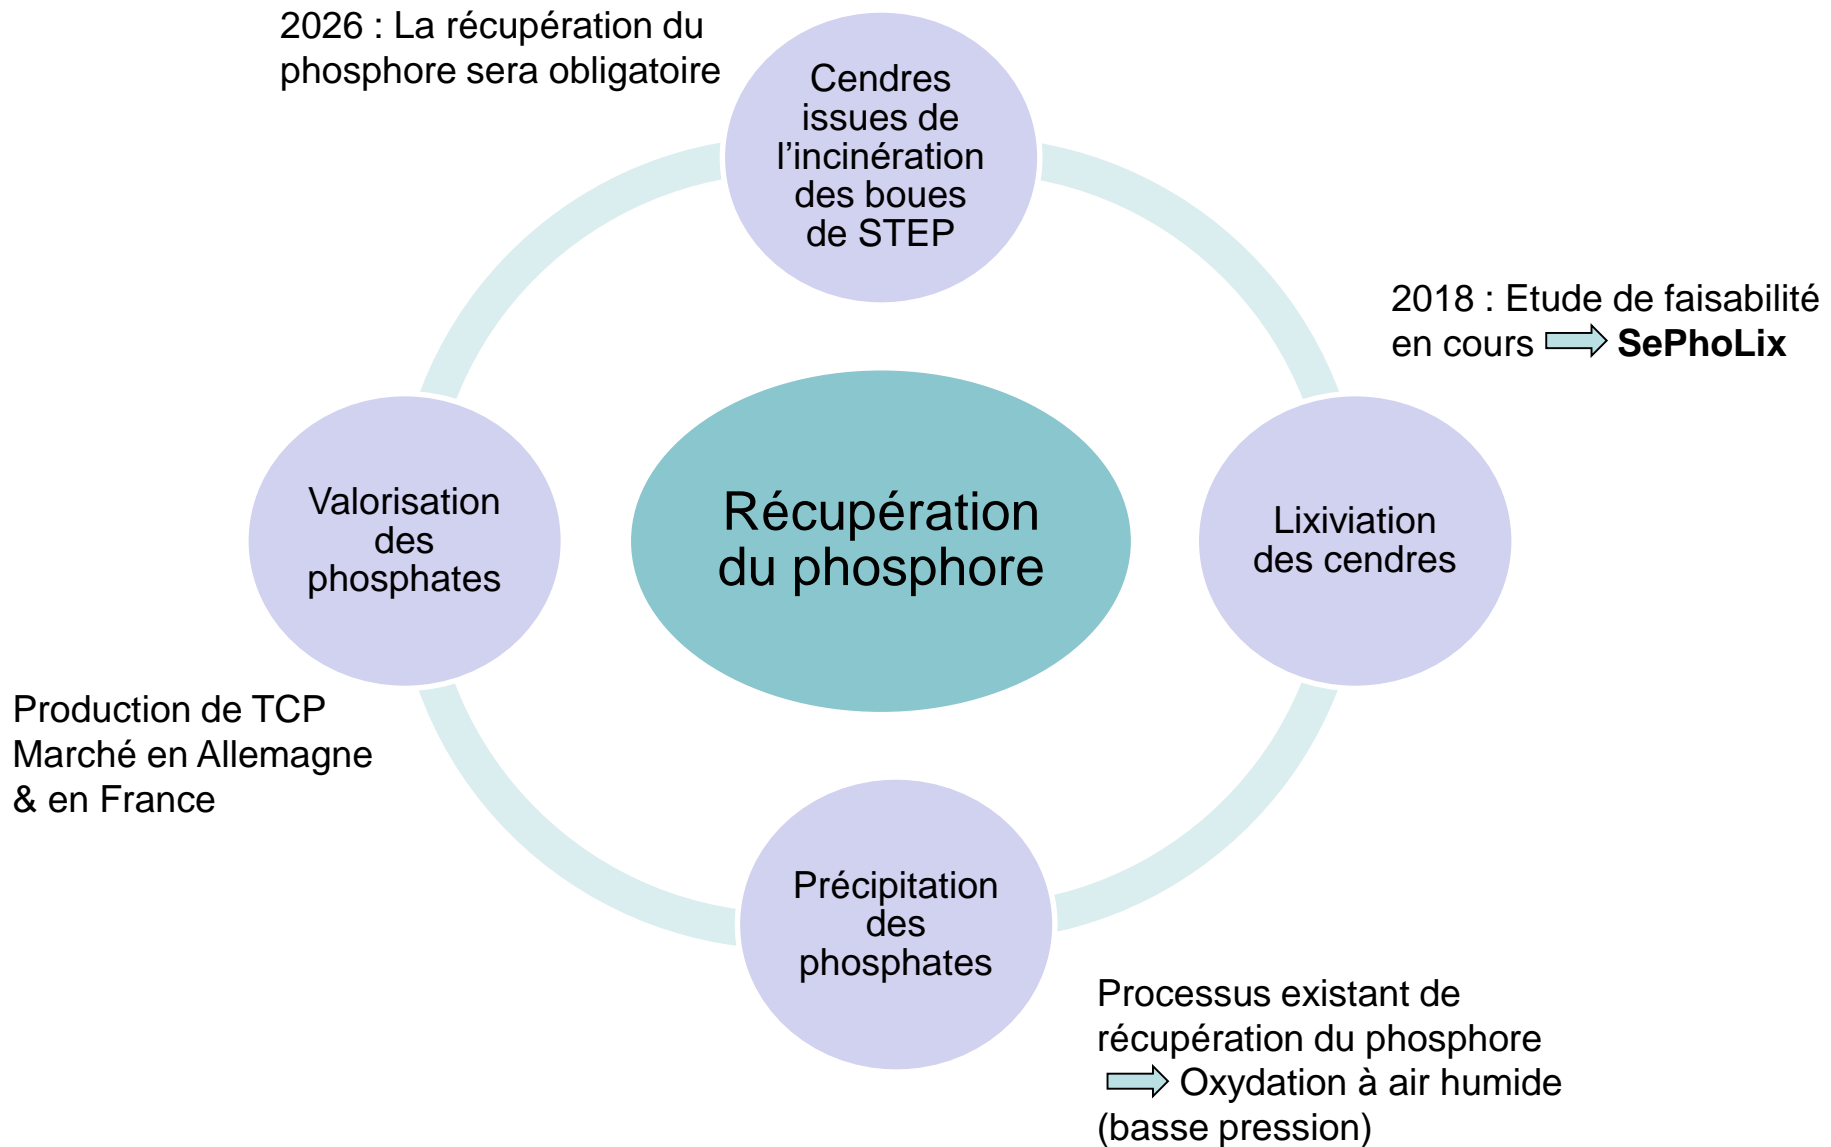 2026 : La récupération du
phosphore sera obligatoire
Cendres
issues de
l’incinération
des boues
de STEP
2018 : Etude de faisabilité
en cours SePhoLix
Valorisation
des
phosphates
Récupération
du phosphore
Lixiviation
des cendres
Production de TCP
Marché en Allemagne
& en France
Précipitation
des
phosphates
Processus existant de
récupération du phosphore
Oxydation à air humide
(basse pression)